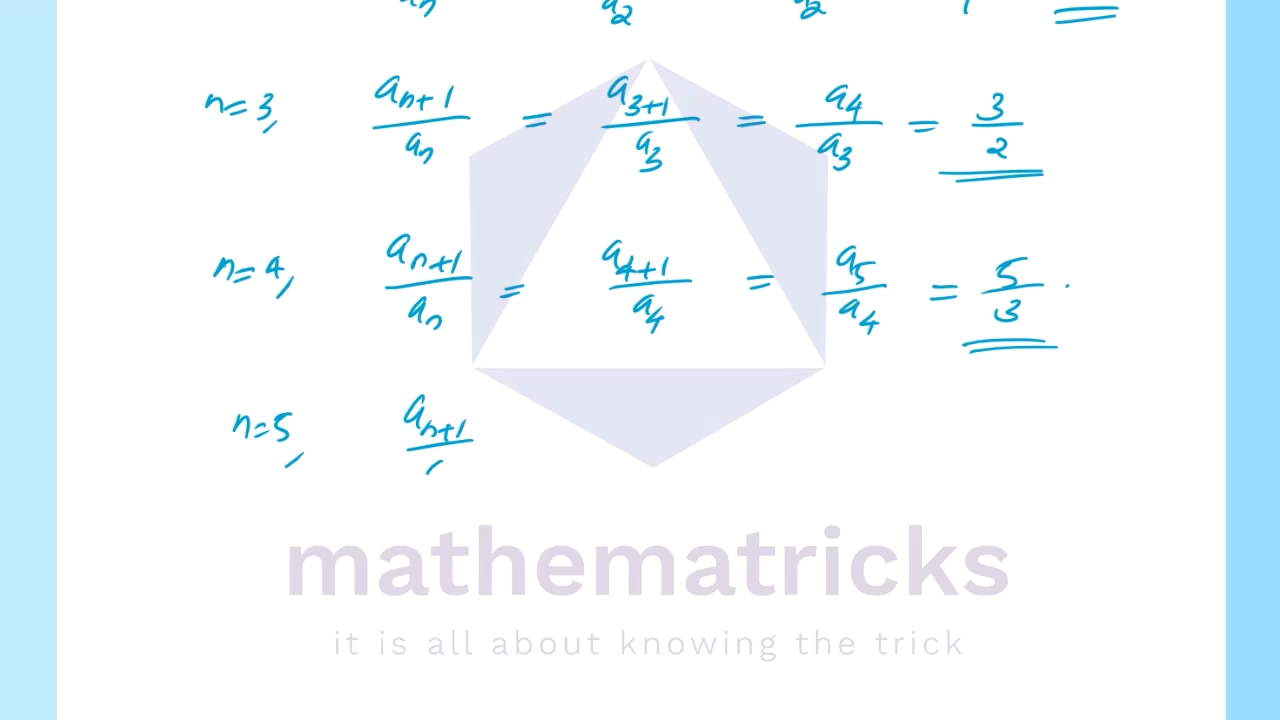 n=3, a_{n+1}/a_n = a_{3+1}/a_3 = a_4/a_3 = 3/2
n=4, a_{n+1}/a_n = a_{4+1}/a_4 = a_5/a_4 = 5/3
n=5, a_{n+1}/
mathematricks
it is all about knowing the trick